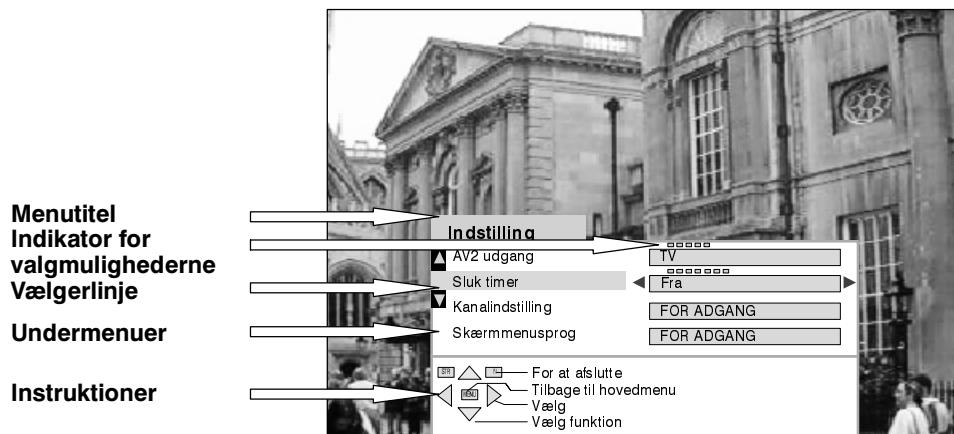 Menutitel
Indikator for
valgmulighederne
Vælgerlinje
Undermenuer
Instruktioner
Indstilling
AV2 udgang
TV
Sluk timer
Fra
Kanalindstilling
FOR ADGANG
Skærmmenusprog
FOR ADGANG
STR
N
MENU
For at afslutte
Tilbage til hovedmenu
Vælg
Vælg funktion